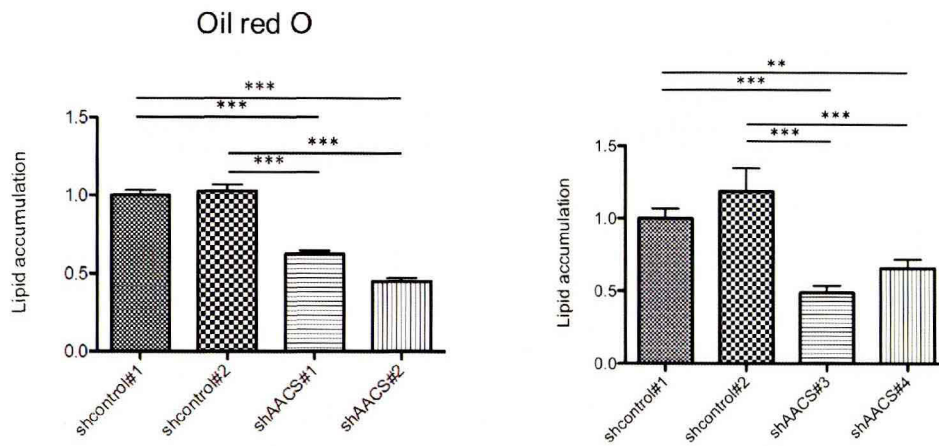 Oil red O
***
***
***
***
Lipid accumulation
1.5
1.0
0.5
0.0
shcontrol#1
shcontrol#2
shAACS#1
shAACS#2
**
***
***
***
Lipid accumulation
1.5
1.0
0.5
0.0
shcontrol#1
shcontrol#2
shAACS#3
shAACS#4